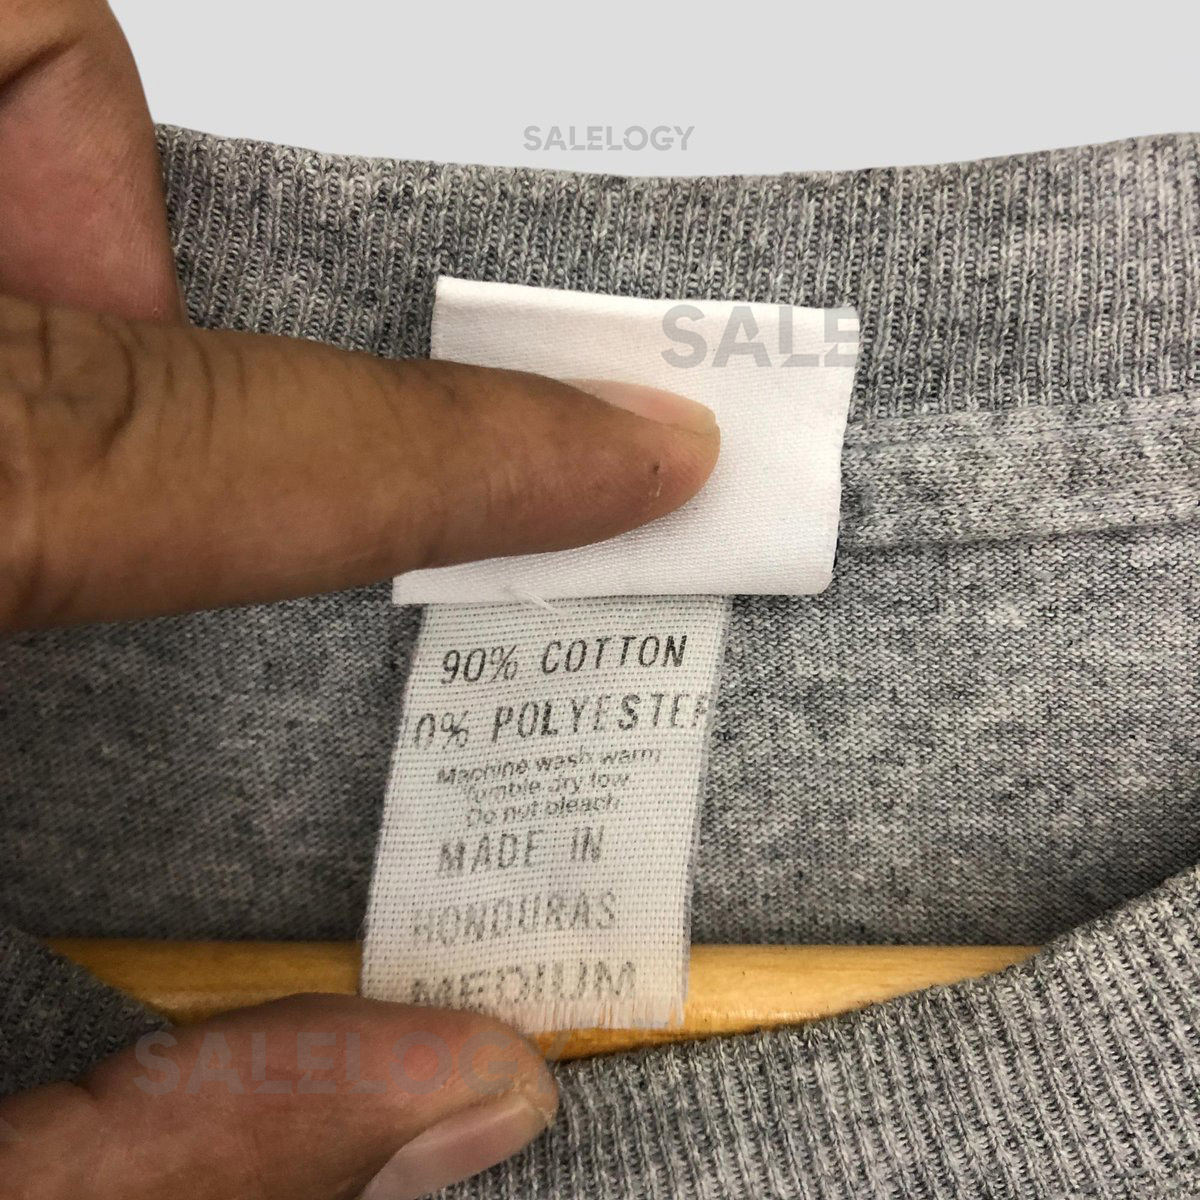 SALELOGY
SALE
90% COTTON
0% POLYESTER
Machine wash warm
Tumble dry low
Do not bleach
MADE IN
HONDURAS
MEDIUM
SALELOGY